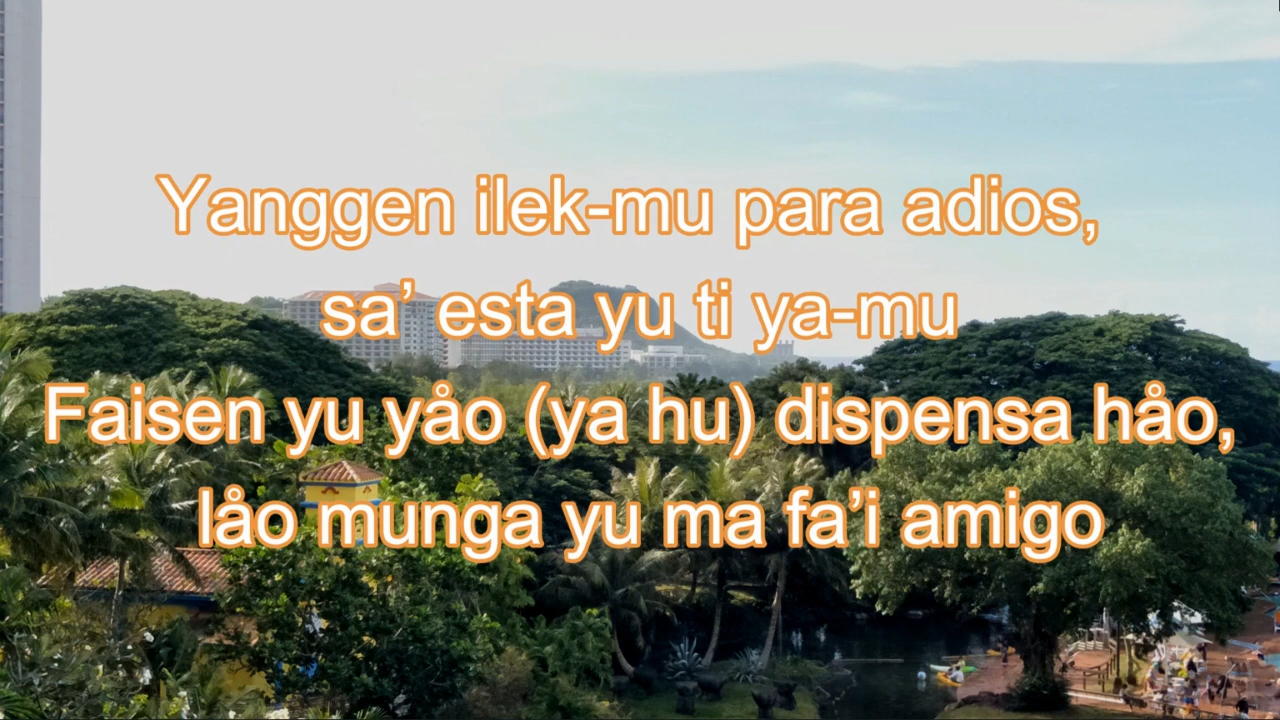 Yanggen ilek-mu para adios,
sa’ esta yu ti ya-mu
Faisen yu yåo (ya hu) dispensa håo,
låo munga yu ma fa’i amigo